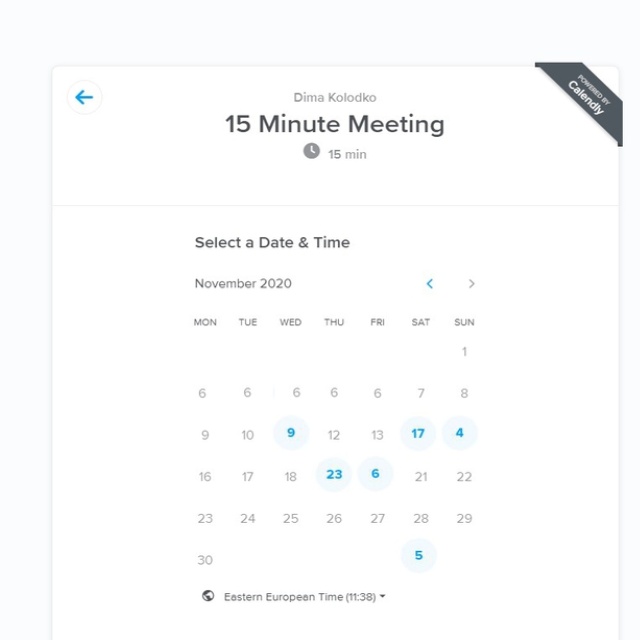 POWERED BY
Calendly
Dima Kolodko
15 Minute Meeting
15 min
Select a Date & Time
November 2020
MON TUE WED THU FRI SAT SUN
1
6 6 6 6 6 7 8
9 10 9 12 13 17 4
16 17 18 23 6 21 22
23 24 25 26 27 28 29
30 5
Eastern European Time (11:38)